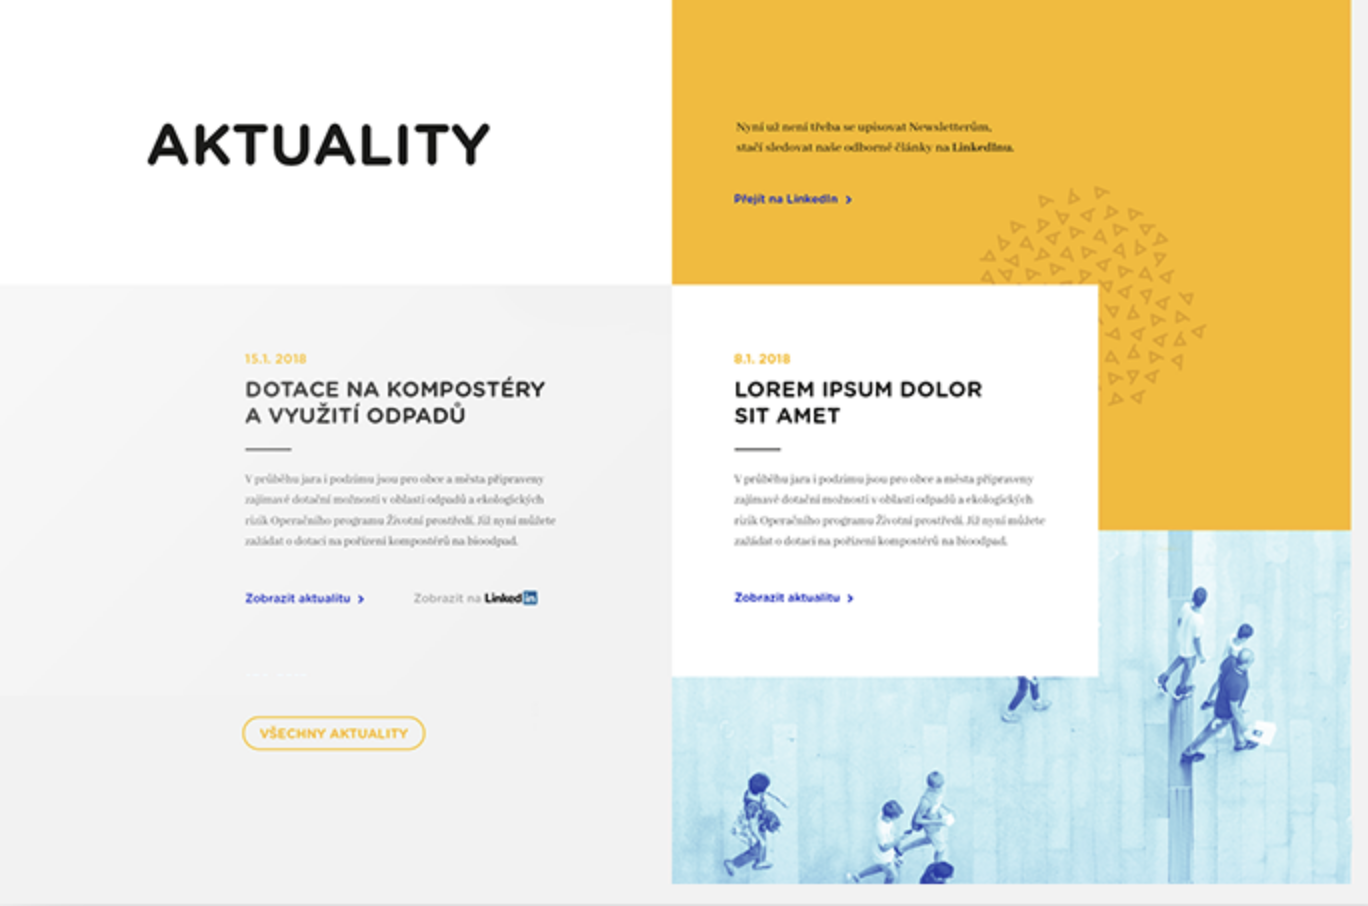 AKTUALITY
Nyní už není třeba se upisovat Newsletterům,
stačí sledovat naše odborné články na LinkedInu.
Přejít na LinkedIn
15.1. 2018
DOTACE NA KOMPOSTÉRY
A VYUŽITÍ ODPADŮ
V průběhu jara i podzimu jsou pro obce a města připraveny
zajímavé dotační možnosti v oblasti odpadů a ekologických
rizik Operačního programu Životní prostředí. Již nyní můžete
zažádat o dotaci na pořízení kompostérů na bioodpad.
Zobrazit aktualitu
Zobrazit na LinkedIn
8.1. 2018
LOREM IPSUM DOLOR
SIT AMET
V průběhu jara i podzimu jsou pro obce a města připraveny
zajímavé dotační možnosti v oblasti odpadů a ekologických
rizik Operačního programu Životní prostředí. Již nyní můžete
zažádat o dotaci na pořízení kompostérů na bioodpad.
Zobrazit aktualitu
VŠECHNY AKTUALITY